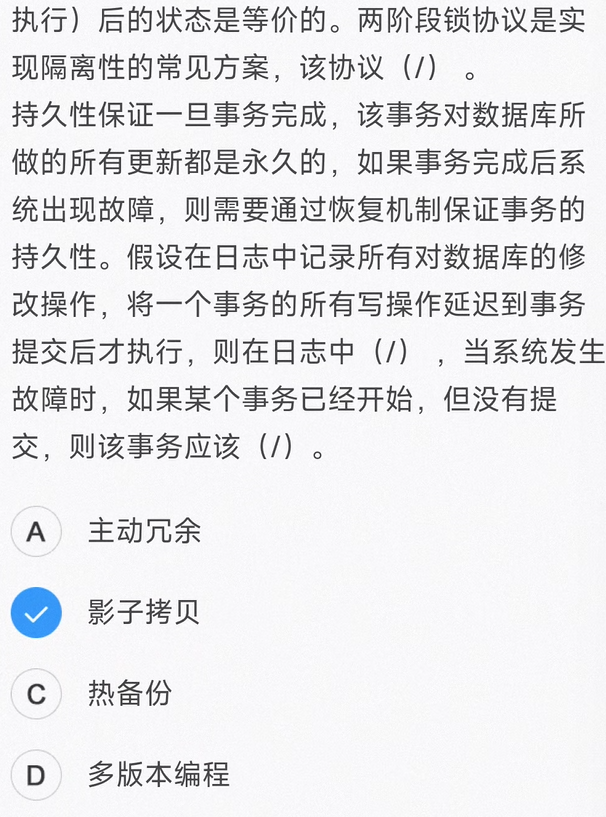 执行）后的状态是等价的。两阶段锁协议是实
现隔离性的常见方案，该协议（/） 。
持久性保证一旦事务完成，该事务对数据库所
做的所有更新都是永久的，如果事务完成后系
统出现故障，则需要通过恢复机制保证事务的
持久性。假设在日志中记录所有对数据库的修
改操作，将一个事务的所有写操作延迟到事务
提交后才执行，则在日志中（/） ，当系统发生
故障时，如果某个事务已经开始，但没有提
交，则该事务应该（/）。
A 主动冗余
影子拷贝
C 热备份
D 多版本编程